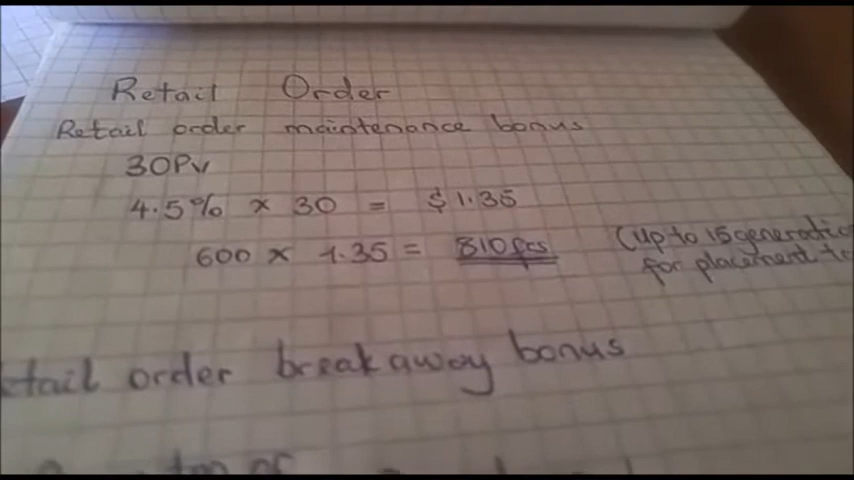 Retail Order
Retail order maintenance bonus
30PV
4.5% x 30 = $1.35
600 x 1.35 = 810fcs (up to 15 generatio
for placement t
etail order breakaway bonus